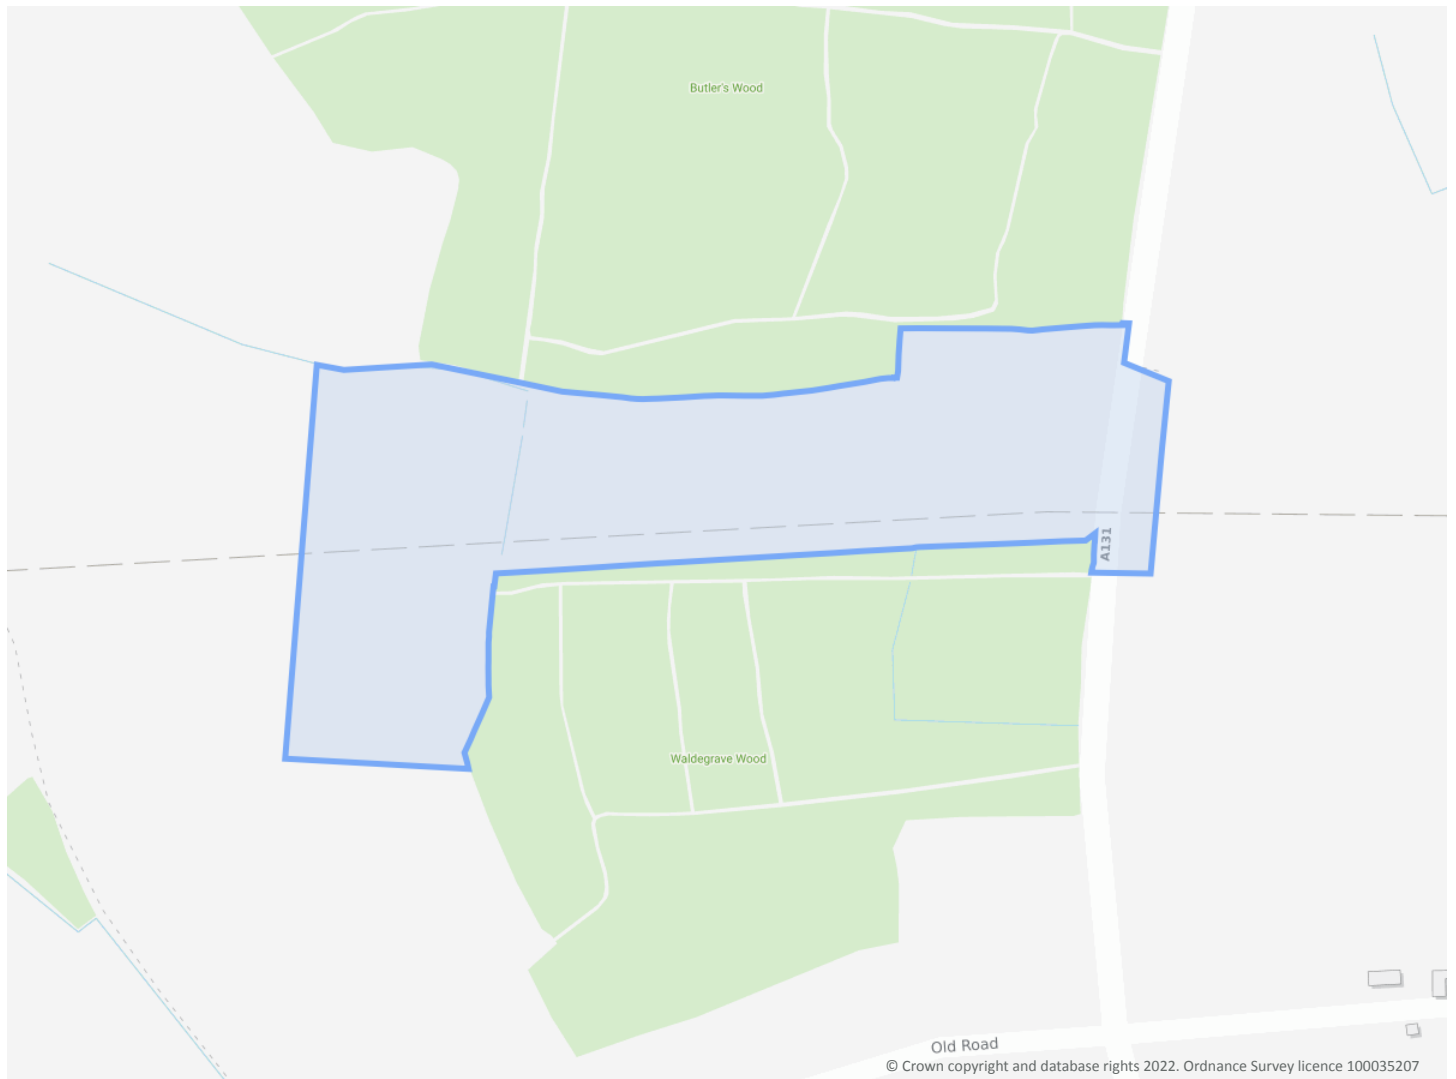 Butler's Wood
A131
Waldegrave Wood
Old Road
© Crown copyright and database rights 2022. Ordnance Survey licence 100035207